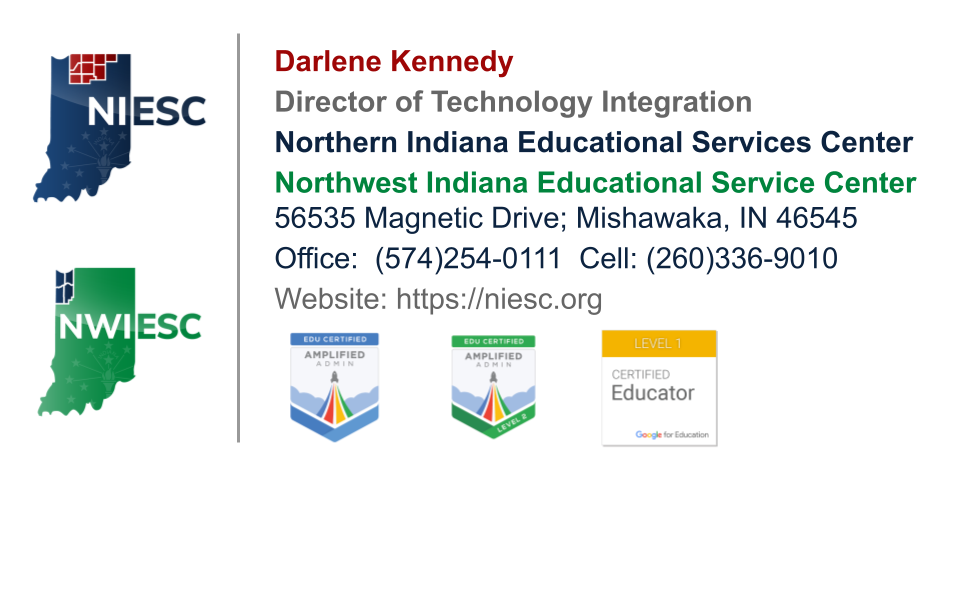 NIESC
NWIESC
Darlene Kennedy
Director of Technology Integration
Northern Indiana Educational Services Center
Northwest Indiana Educational Service Center
56535 Magnetic Drive; Mishawaka, IN 46545
Office:  (574)254-0111  Cell: (260)336-9010
Website: https://niesc.org
EDU CERTIFIED
AMPLIFIED
ADMIN
EDU CERTIFIED
AMPLIFIED
ADMIN
LEVEL 2
LEVEL 1
CERTIFIED
Educator
Google for Education